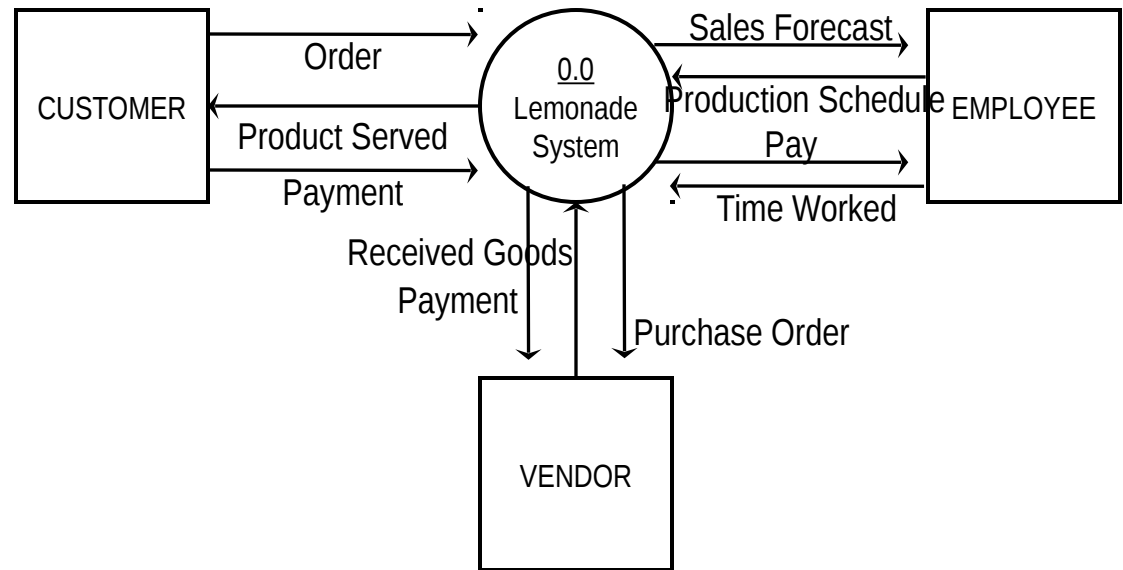 Order
CUSTOMER
Product Served
Payment
0.0
Lemonade
System
Sales Forecast
Production Schedule
EMPLOYEE
Pay
Time Worked
Received Goods
Payment
Purchase Order
VENDOR